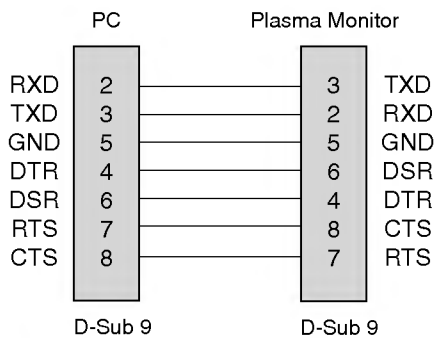 PC Plasma Monitor
RXD 2 3 TXD
TXD 3 2 RXD
GND 5 5 GND
DTR 4 6 DSR
DSR 6 4 DTR
RTS 7 8 CTS
CTS 8 7 RTS
D-Sub 9 D-Sub 9